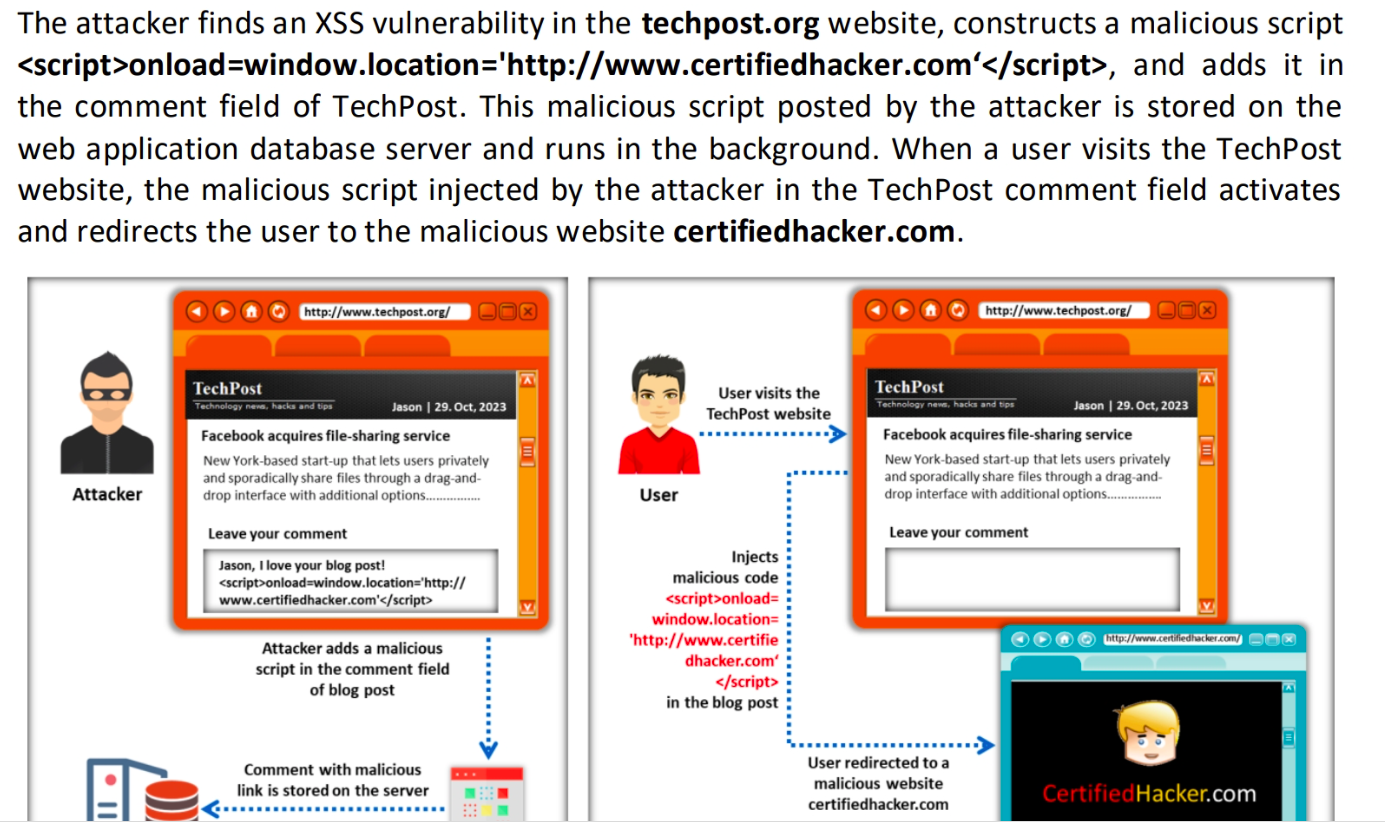 The attacker finds an XSS vulnerability in the techpost.org website, constructs a malicious script
<script>onload=window.location='http://www.certifiedhacker.com‘</script>, and adds it in
the comment field of TechPost. This malicious script posted by the attacker is stored on the
web application database server and runs in the background. When a user visits the TechPost
website, the malicious script injected by the attacker in the TechPost comment field activates
and redirects the user to the malicious website certifiedhacker.com.
http://www.techpost.org/
TechPost
Technology news, hacks and tips
Jason | 29. Oct, 2023
Facebook acquires file-sharing service
New York-based start-up that lets users privately
and sporadically share files through a drag-and-
drop interface with additional options................
Attacker
Leave your comment
Jason, I love your blog post!
<script>onload=window.location='http://
www.certifiedhacker.com'</script>
Attacker adds a malicious
script in the comment field
of blog post
Comment with malicious
link is stored on the server
http://www.techpost.org/
User visits the
TechPost website
TechPost
Technology news, hacks and tips
Jason | 29. Oct, 2023
Facebook acquires file-sharing service
New York-based start-up that lets users privately
and sporadically share files through a drag-and-
drop interface with additional options................
User
Leave your comment
Injects
malicious code
<script>onload=
window.location=
'http://www.certifie
dhacker.com‘
</script>
in the blog post
http://www.certifiedhacker.com/
CertifiedHacker.com
User redirected to a
malicious website
certifiedhacker.com